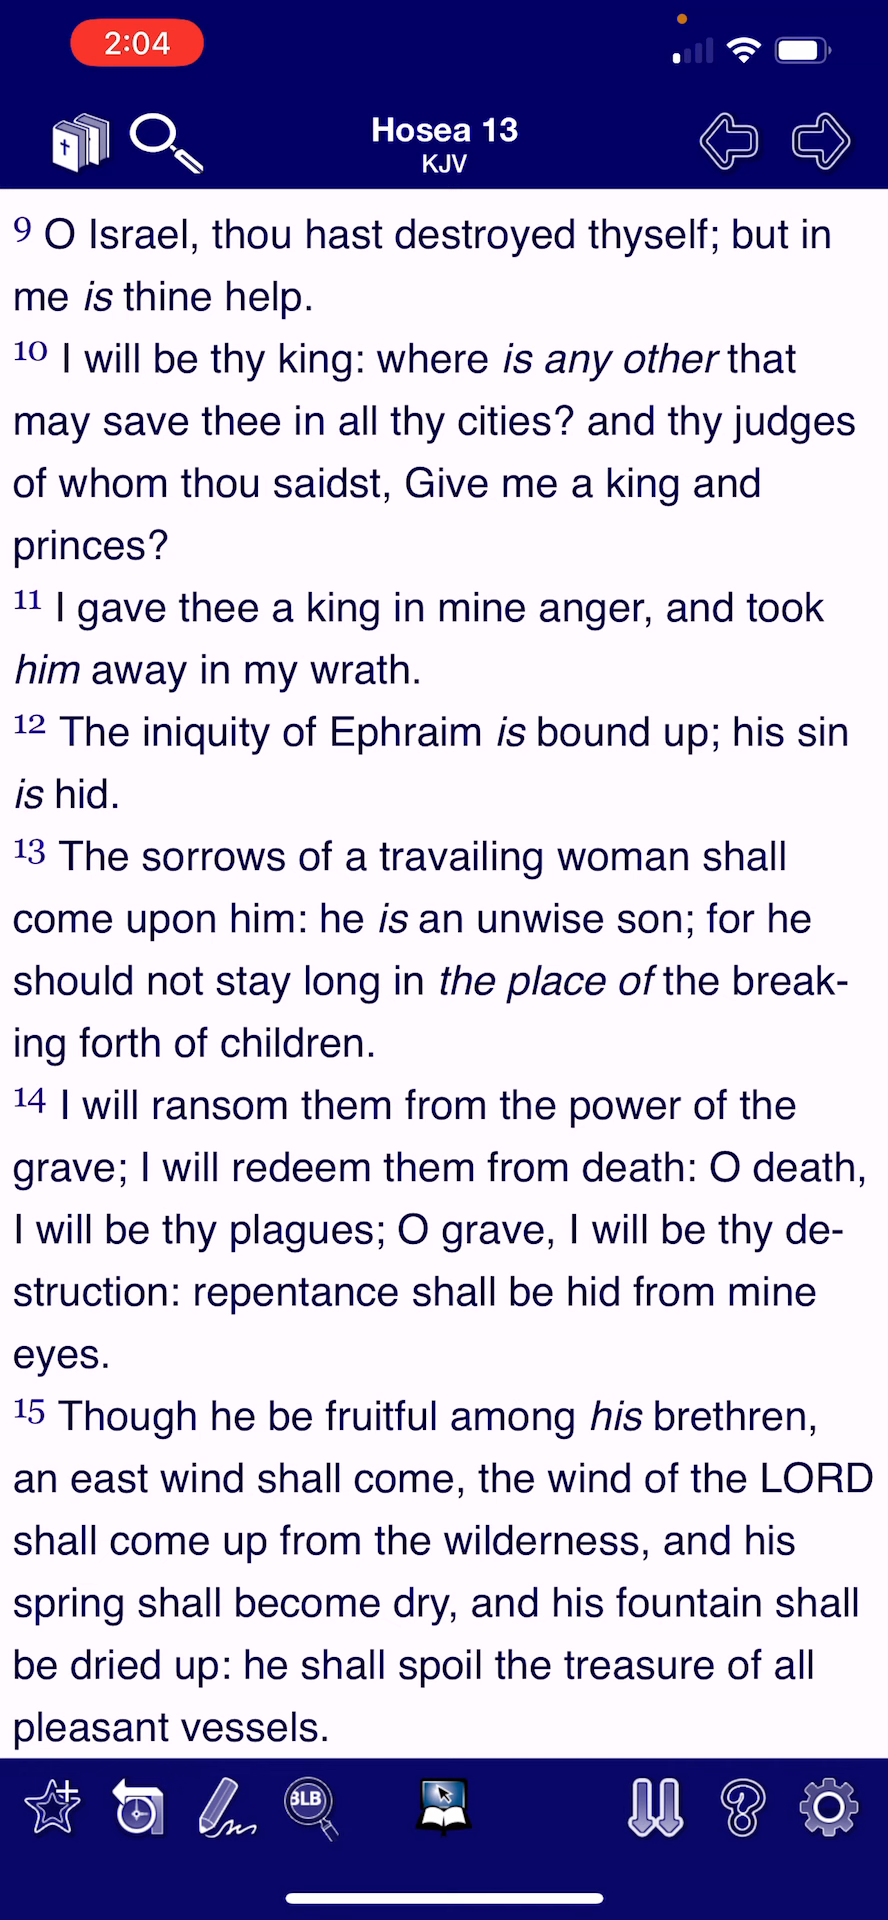 2:04
Hosea 13
KJV
9 O Israel, thou hast destroyed thyself; but in
me is thine help.
10 I will be thy king: where is any other that
may save thee in all thy cities? and thy judges
of whom thou saidst, Give me a king and
princes?
11 I gave thee a king in mine anger, and took
him away in my wrath.
12 The iniquity of Ephraim is bound up; his sin
is hid.
13 The sorrows of a travailing woman shall
come upon him: he is an unwise son; for he
should not stay long in the place of the break-
ing forth of children.
14 I will ransom them from the power of the
grave; I will redeem them from death: O death,
I will be thy plagues; O grave, I will be thy de-
struction: repentance shall be hid from mine
eyes.
15 Though he be fruitful among his brethren,
an east wind shall come, the wind of the LORD
shall come up from the wilderness, and his
spring shall become dry, and his fountain shall
be dried up: he shall spoil the treasure of all
pleasant vessels.
BLB